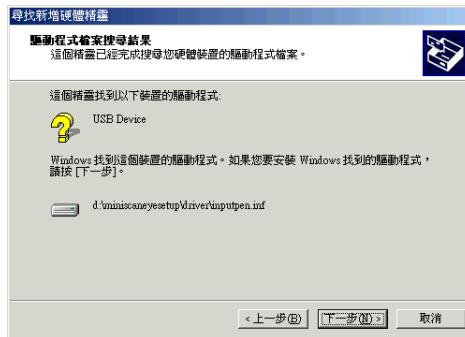 尋找新增硬體精靈
驅動程式檔案搜尋結果
這個精靈已經完成搜尋您硬體裝置的驅動程式檔案。
這個精靈找到以下裝置的驅動程式:
USB Device
Windows 找到這個裝置的驅動程式。如果您要安裝 Windows 找到的驅動程式，
請按 [下一步]。
d:\miniscaneyesetup\driver\inputpen.inf
< 上一步(B) 下一步(N) > 取消